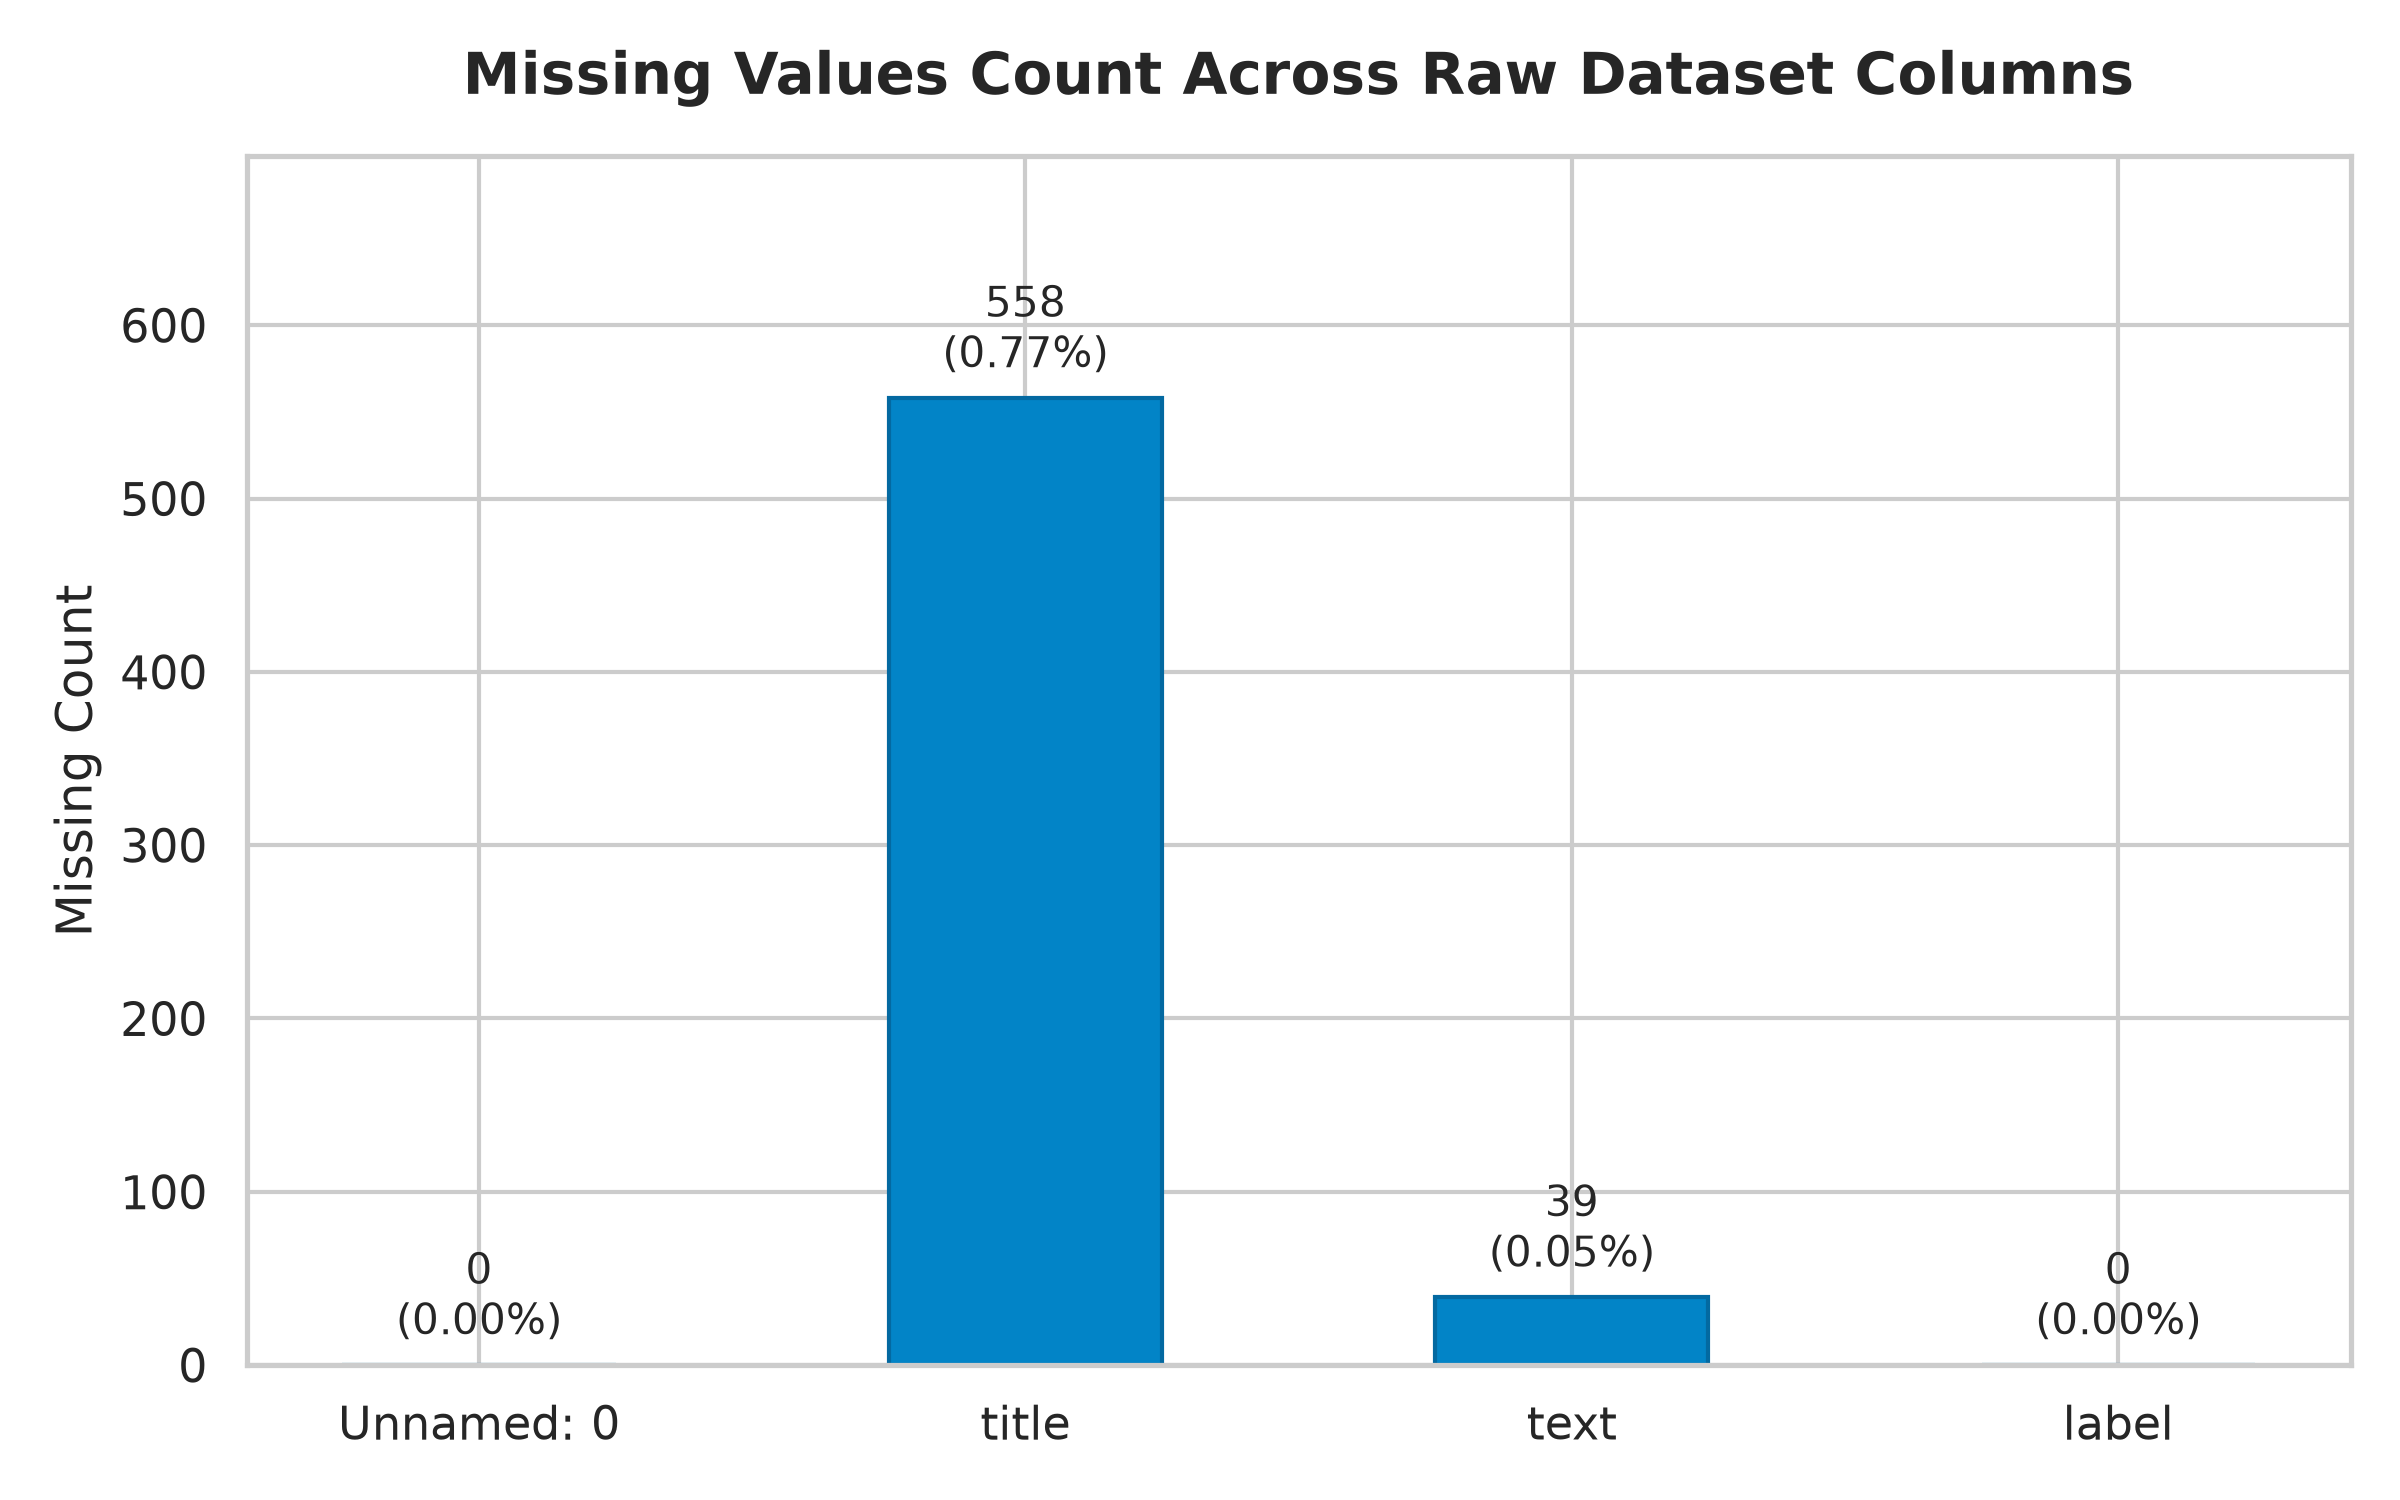 Missing Values Count Across Raw Dataset Columns
Missing Count
600
500
400
300
200
100
0
558
(0.77%)
39
(0.05%)
0
(0.00%)
0
(0.00%)
Unnamed: 0
title
text
label